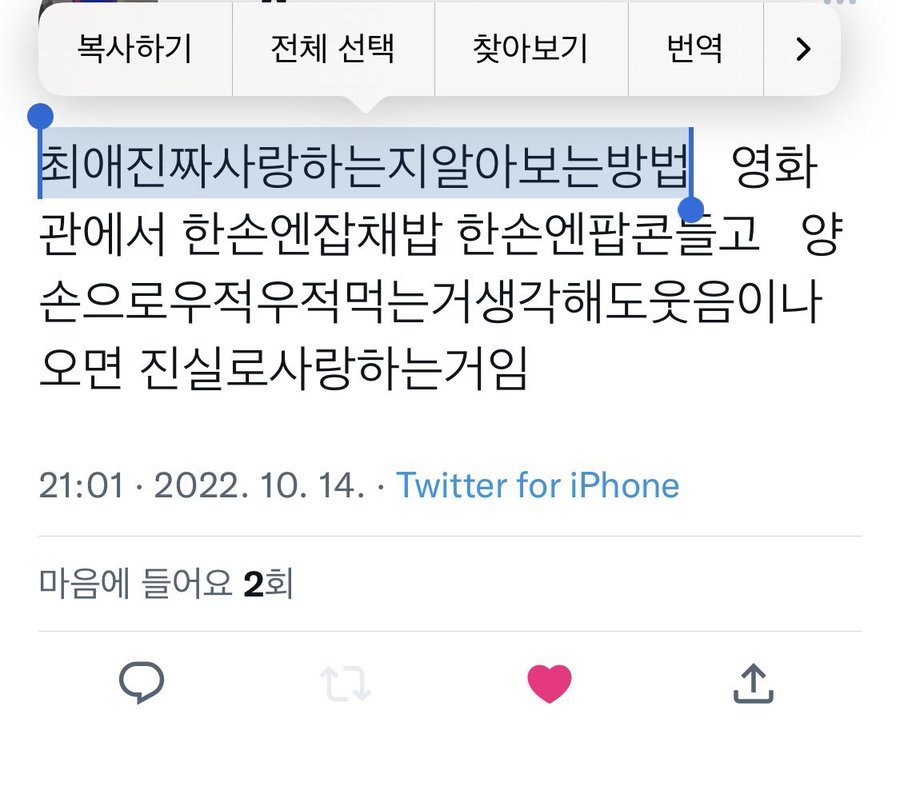 복사하기 전체 선택 찾아보기 번역
최애진짜사랑하는지알아보는방법 영화
관에서 한손엔잡채밥 한손엔팝콘들고 양
손으로우적우적먹는거생각해도웃음이나
오면 진실로사랑하는거임
21:01 · 2022. 10. 14. · Twitter for iPhone
마음에 들어요 2회